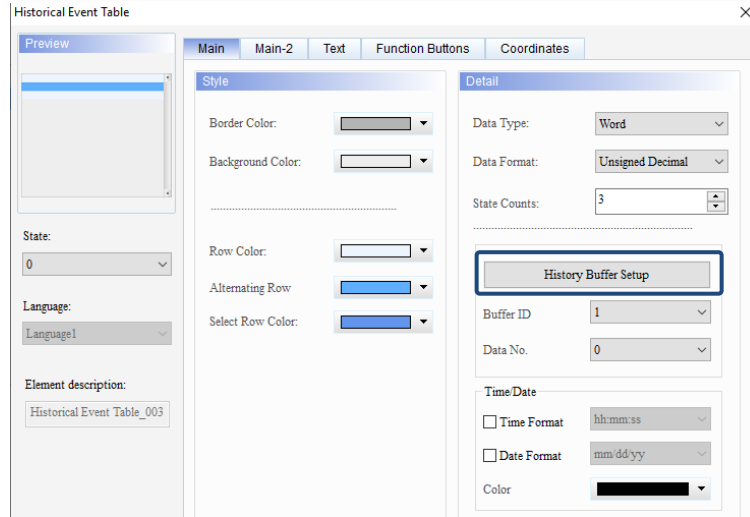 Historical Event Table
Preview
State:
0
Language:
Language1
Element description:
Historical Event Table_003
Main Main-2 Text Function Buttons Coordinates
Style
Border Color:
Background Color:
Row Color:
Alternating Row
Select Row Color:
Detail
Data Type: Word
Data Format: Unsigned Decimal
State Counts: 3
History Buffer Setup
Buffer ID 1
Data No. 0
Time/Date
Time Format hh:mm:ss
Date Format mm/dd/yy
Color